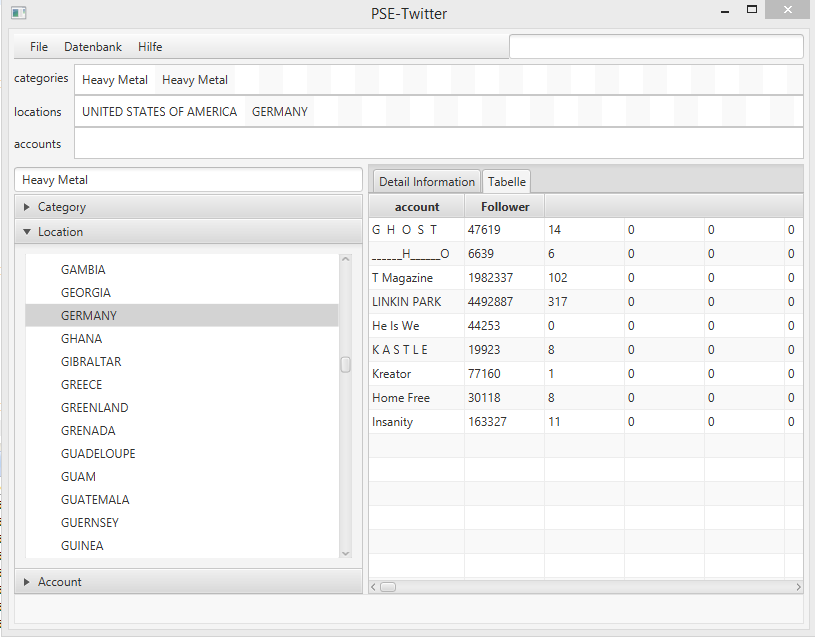 PSE-Twitter
File Datenbank Hilfe
categories Heavy Metal Heavy Metal
locations UNITED STATES OF AMERICA GERMANY
accounts
Heavy Metal
Category
Location
GAMBIA
GEORGIA
GERMANY
GHANA
GIBRALTAR
GREECE
GREENLAND
GRENADA
GUADELOUPE
GUAM
GUATEMALA
GUERNSEY
GUINEA
Account
Detail Information Tabelle
account Follower
G H O S T 47619 14 0 0 0
______H______O 6639 6 0 0 0
T Magazine 1982337 102 0 0 0
LINKIN PARK 4492887 317 0 0 0
He Is We 44253 0 0 0 0
K A S T L E 19923 8 0 0 0
Kreator 77160 1 0 0 0
Home Free 30118 8 0 0 0
Insanity 163327 11 0 0 0